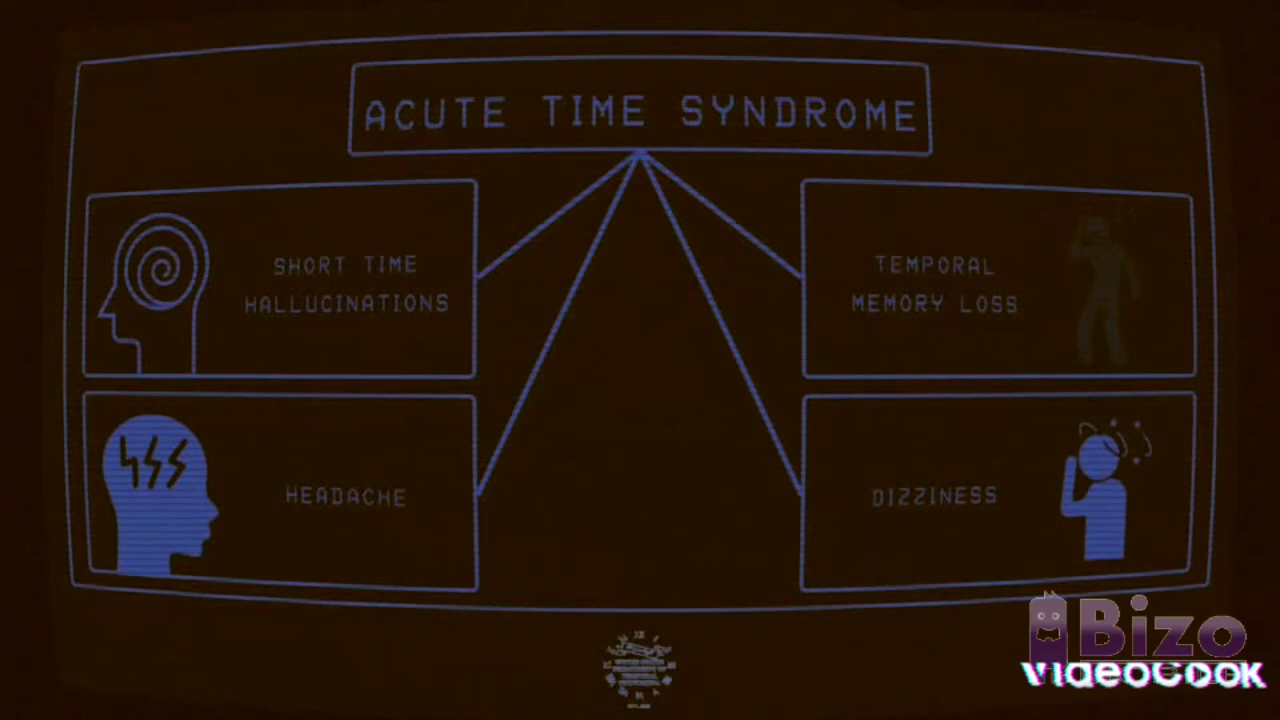 ACUTE TIME SYNDROME
SHORT TIME
HALLUCINATIONS
TEMPORAL
MEMORY LOSS
HEADACHE
DIZZINESS
Bizo
VideoCook